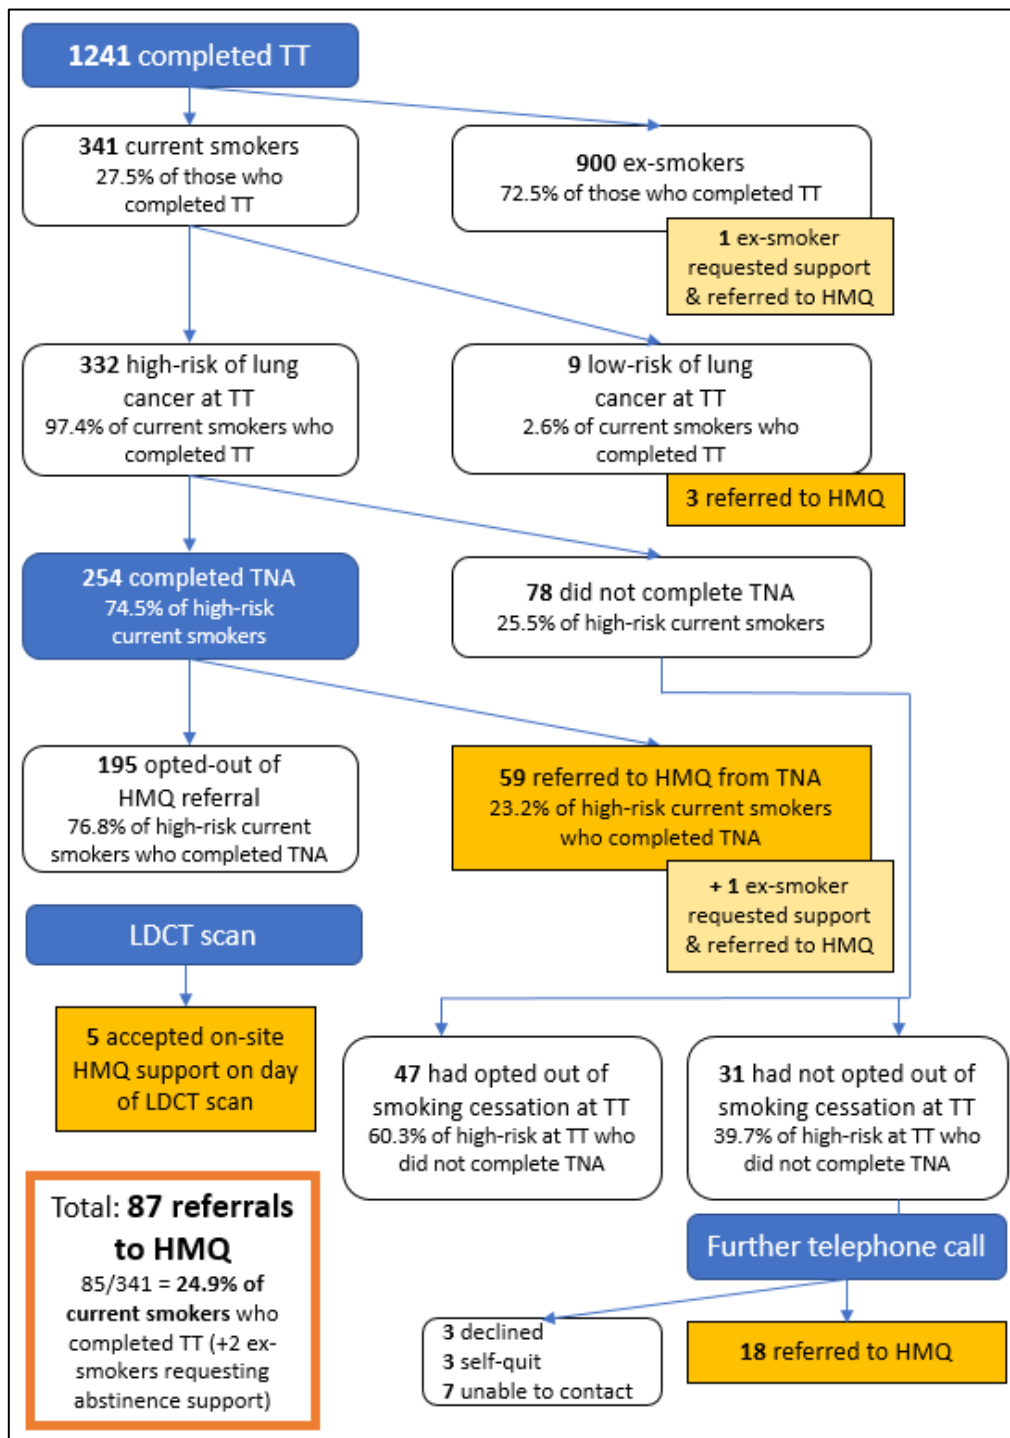 1241 completed TT
341 current smokers
27.5% of those who
completed TT
900 ex-smokers
72.5% of those who completed TT
1 ex-smoker
requested support
& referred to HMQ
332 high-risk of lung
cancer at TT
97.4% of current smokers who
completed TT
9 low-risk of lung
cancer at TT
2.6% of current smokers who
completed TT
3 referred to HMQ
254 completed TNA
74.5% of high-risk
current smokers
78 did not complete TNA
25.5% of high-risk current smokers
195 opted-out of
HMQ referral
76.8% of high-risk current
smokers who completed TNA
59 referred to HMQ from TNA
23.2% of high-risk current smokers
who completed TNA
+ 1 ex-smoker
requested support
& referred to HMQ
LDCT scan
5 accepted on-site
HMQ support on day
of LDCT scan
47 had opted out of
smoking cessation at TT
60.3% of high-risk at TT who
did not complete TNA
31 had not opted out of
smoking cessation at TT
39.7% of high-risk at TT who
did not complete TNA
Total: 87 referrals
to HMQ
85/341 = 24.9% of
current smokers who
completed TT (+2 ex-
smokers requesting
abstinence support)
Further telephone call
3 declined
3 self-quit
7 unable to contact
18 referred to HMQ